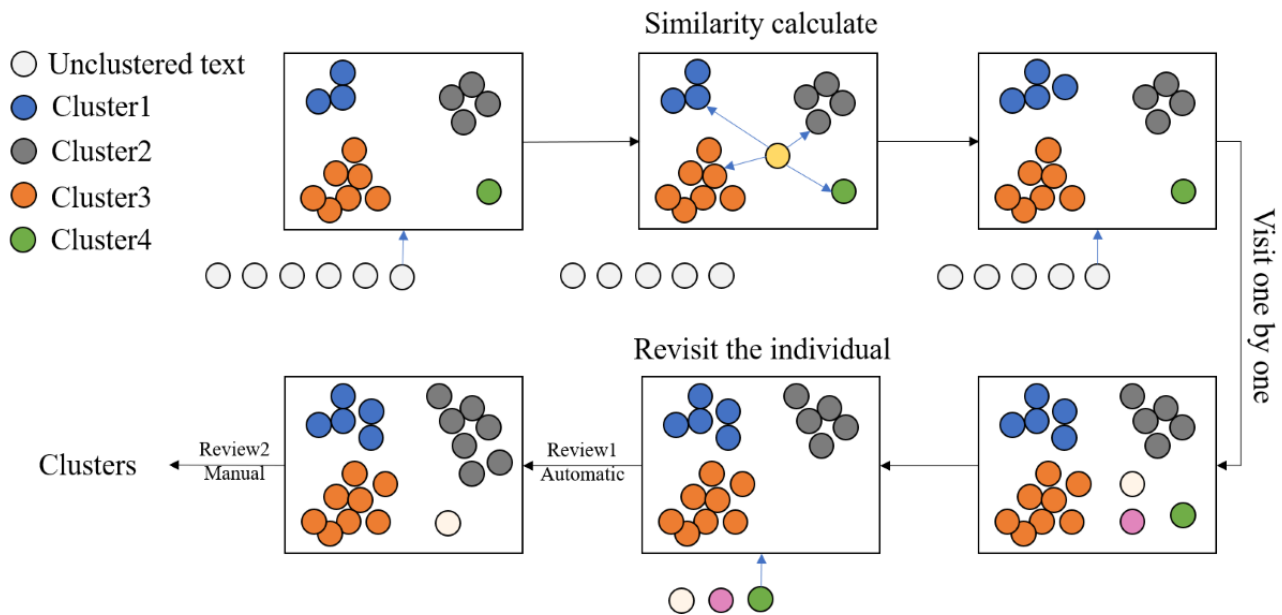 Similarity calculate
Unclustered text
Cluster1
Cluster2
Cluster3
Cluster4
Visit one by one
Revisit the individual
Clusters
Review2
Manual
Review1
Automatic